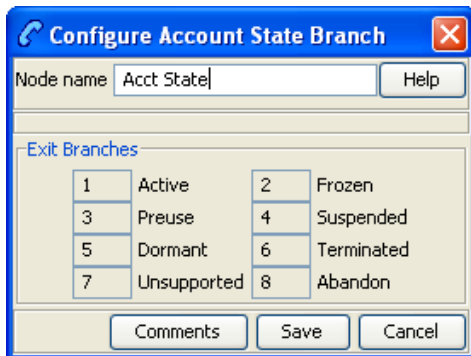 Configure Account State Branch
Node name Acct State Help
Exit Branches
1 Active 2 Frozen
3 Preuse 4 Suspended
5 Dormant 6 Terminated
7 Unsupported 8 Abandon
Comments Save Cancel